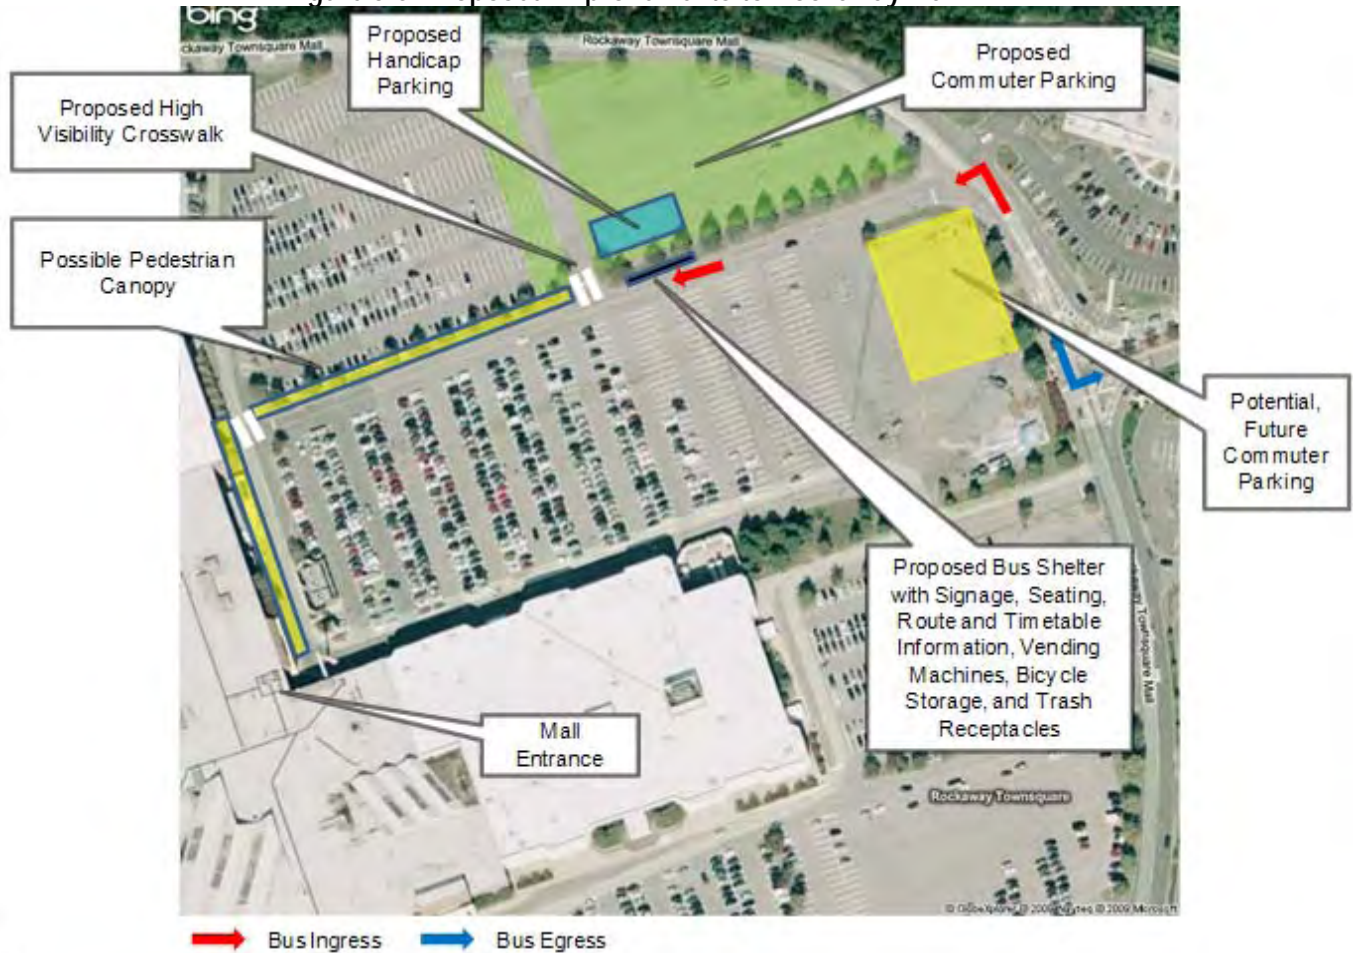 bing
Rockaway Townsquare Mall
Proposed
Handicap
Parking
Proposed
Commuter Parking
Proposed High
Visibility Crosswalk
Possible Pedestrian
Canopy
Potential,
Future
Commuter
Parking
Proposed Bus Shelter
with Signage, Seating,
Route and Timetable
Information, Vending
Machines, Bicycle
Storage, and Trash
Receptacles
Mall
Entrance
Townsquare Mall
Rockaway Townsquare
Bus Ingress
Bus Egress